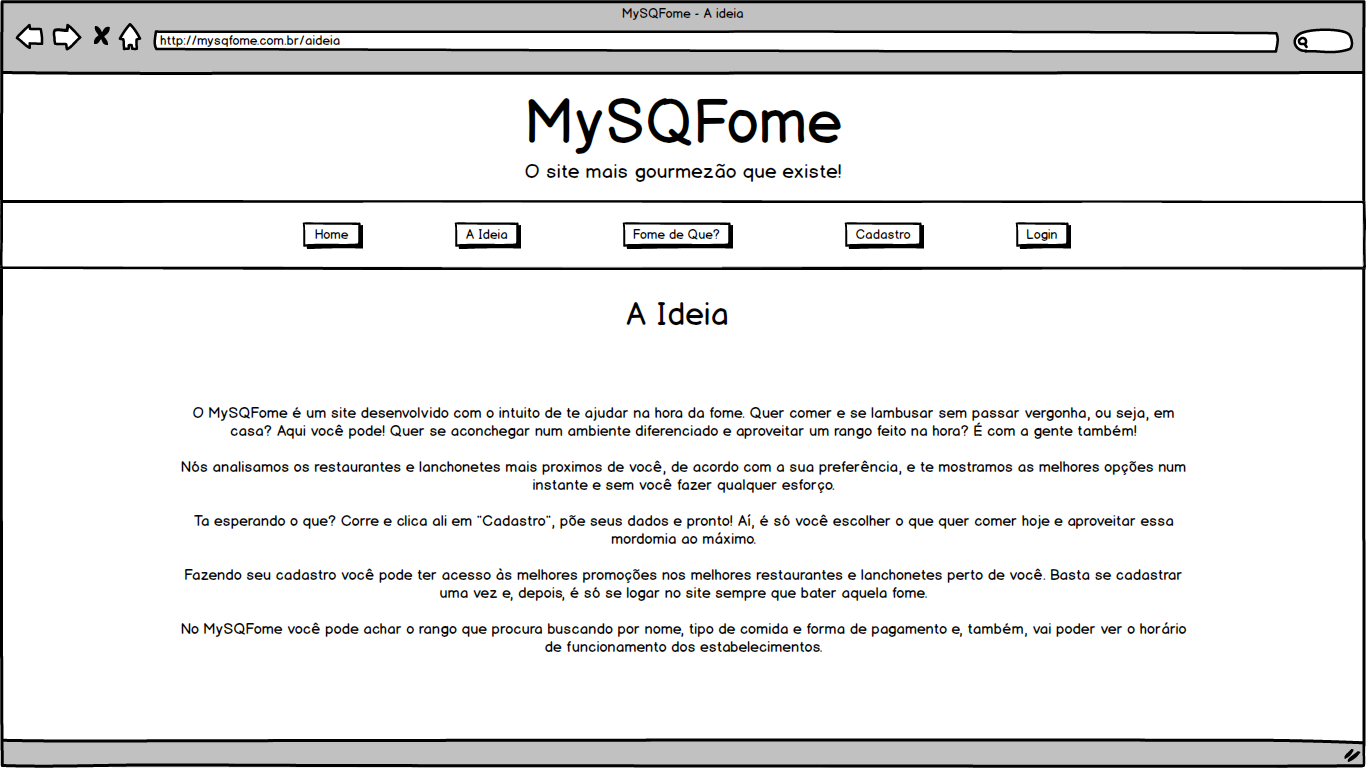 MySQFome - A ideia
http://mysqfome.com.br/aideia
MySQFome
O site mais gourmezão que existe!
Home
A Ideia
Fome de Que?
Cadastro
Login
A Ideia
O MySQFome é um site desenvolvido com o intuito de te ajudar na hora da fome. Quer comer e se lambusar sem passar vergonha, ou seja, em
casa? Aqui você pode! Quer se aconchegar num ambiente diferenciado e aproveitar um rango feito na hora? É com a gente também!
Nós analisamos os restaurantes e lanchonetes mais proximos de você, de acordo com a sua preferência, e te mostramos as melhores opções num
instante e sem você fazer qualquer esforço.
Ta esperando o que? Corre e clica ali em "Cadastro", põe seus dados e pronto! Aí, é só você escolher o que quer comer hoje e aproveitar essa
mordomia ao máximo.
Fazendo seu cadastro você pode ter acesso às melhores promoções nos melhores restaurantes e lanchonetes perto de você. Basta se cadastrar
uma vez e, depois, é só se logar no site sempre que bater aquela fome.
No MySQFome você pode achar o rango que procura buscando por nome, tipo de comida e forma de pagamento e, também, vai poder ver o horário
de funcionamento dos estabelecimentos.